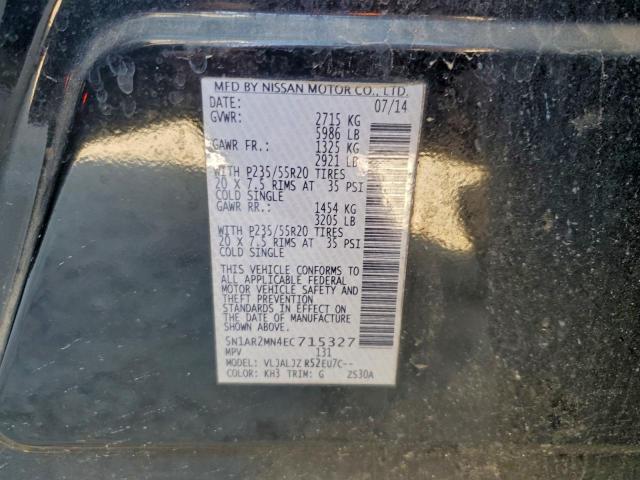 MFD BY NISSAN MOTOR CO., LTD.
DATE: 07/14
GVWR: 2715 KG
5986 LB
GAWR FR.: 1325 KG
2921 LB
WITH P235/55R20 TIRES
20 X 7.5 RIMS AT 35 PSI
COLD SINGLE
GAWR RR.: 1454 KG
3205 LB
WITH P235/55R20 TIRES
20 X 7.5 RIMS AT 35 PSI
COLD SINGLE
THIS VEHICLE CONFORMS TO
ALL APPLICABLE FEDERAL
MOTOR VEHICLE SAFETY AND
THEFT PREVENTION
STANDARDS IN EFFECT ON
THE DATE OF MANUFACTURE
SHOWN ABOVE.
5N1AR2MN4EC715327
MPV 131
MODEL: VLJALJZ R52EU7C--
COLOR: KH3 TRIM: G ZS30A